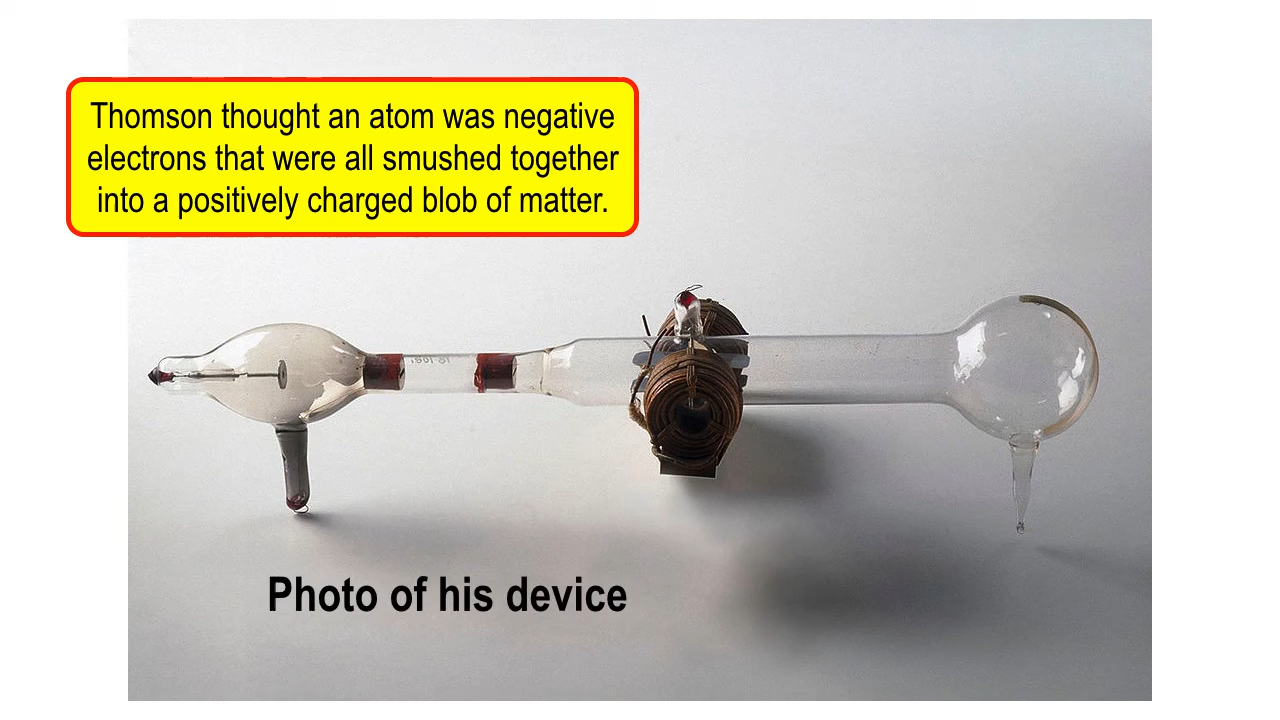 Thomson thought an atom was negative
electrons that were all smushed together
into a positively charged blob of matter.
Photo of his device